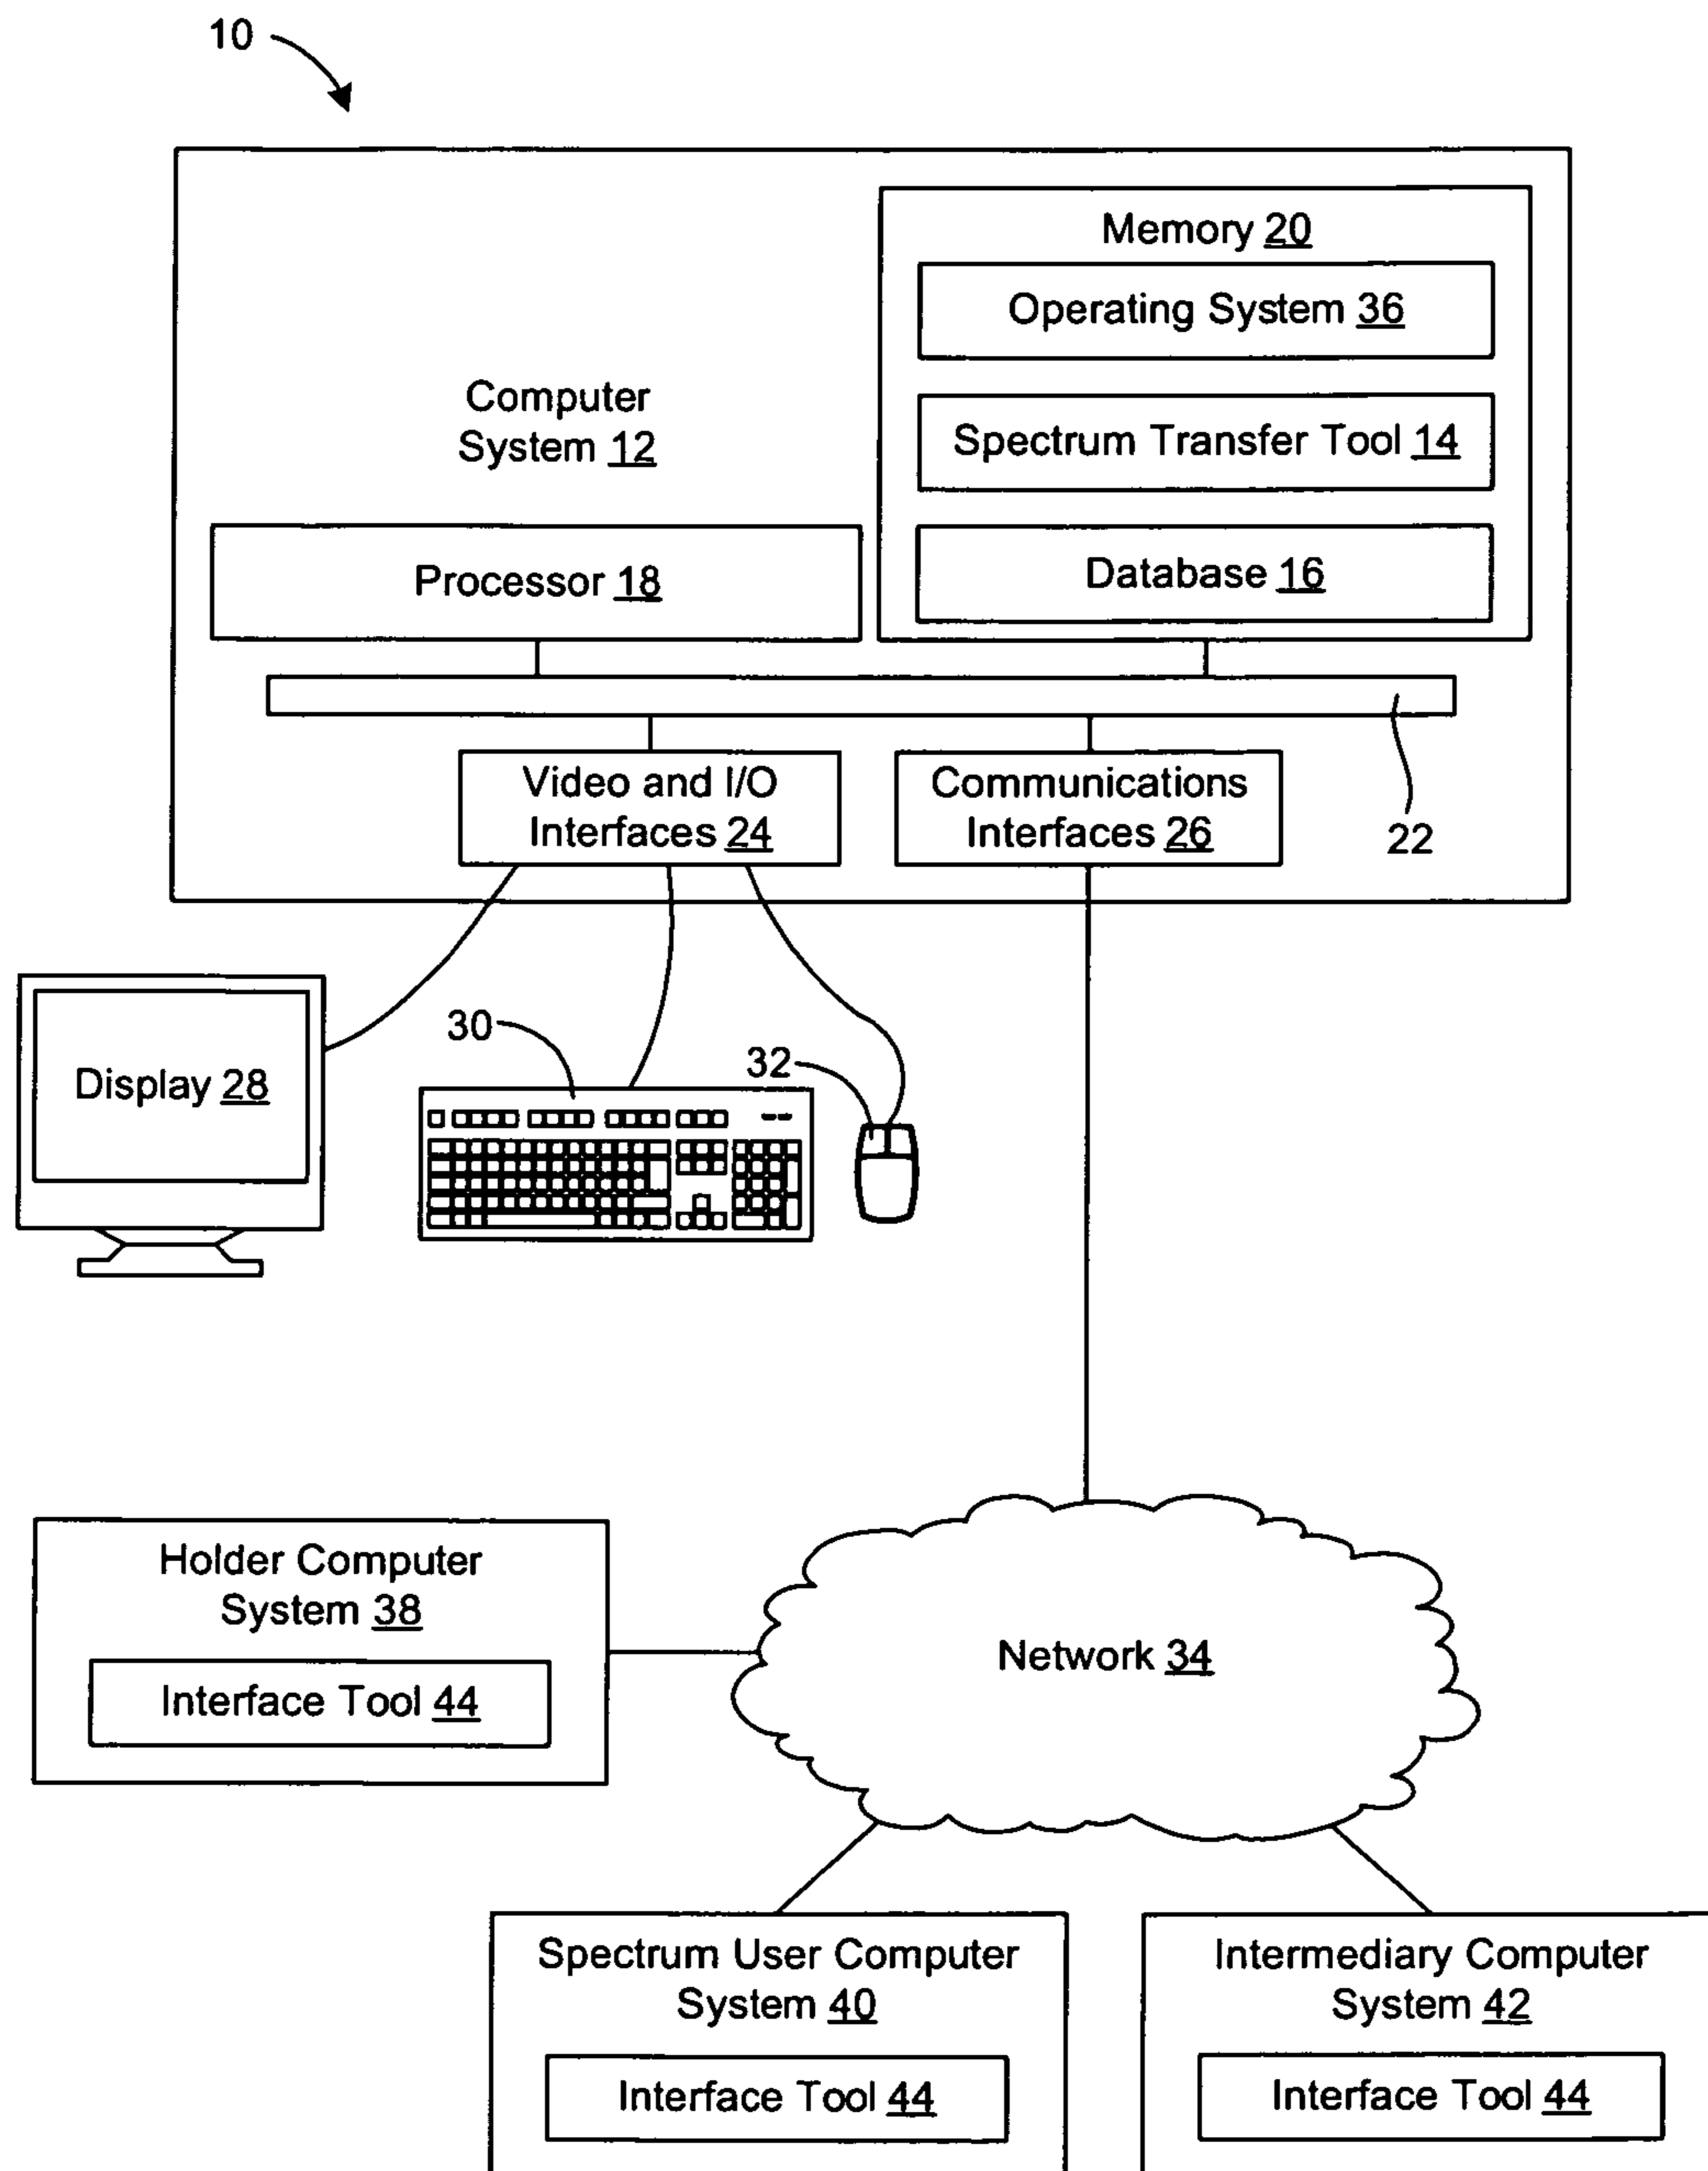 10
Memory 20
Operating System 36
Computer
System 12
Spectrum Transfer Tool 14
Processor 18
Database 16
Video and I/O
Interfaces 24
Communications
Interfaces 26
22
30
32
Display 28
Holder Computer
System 38
Interface Tool 44
Network 34
Spectrum User Computer
System 40
Interface Tool 44
Intermediary Computer
System 42
Interface Tool 44